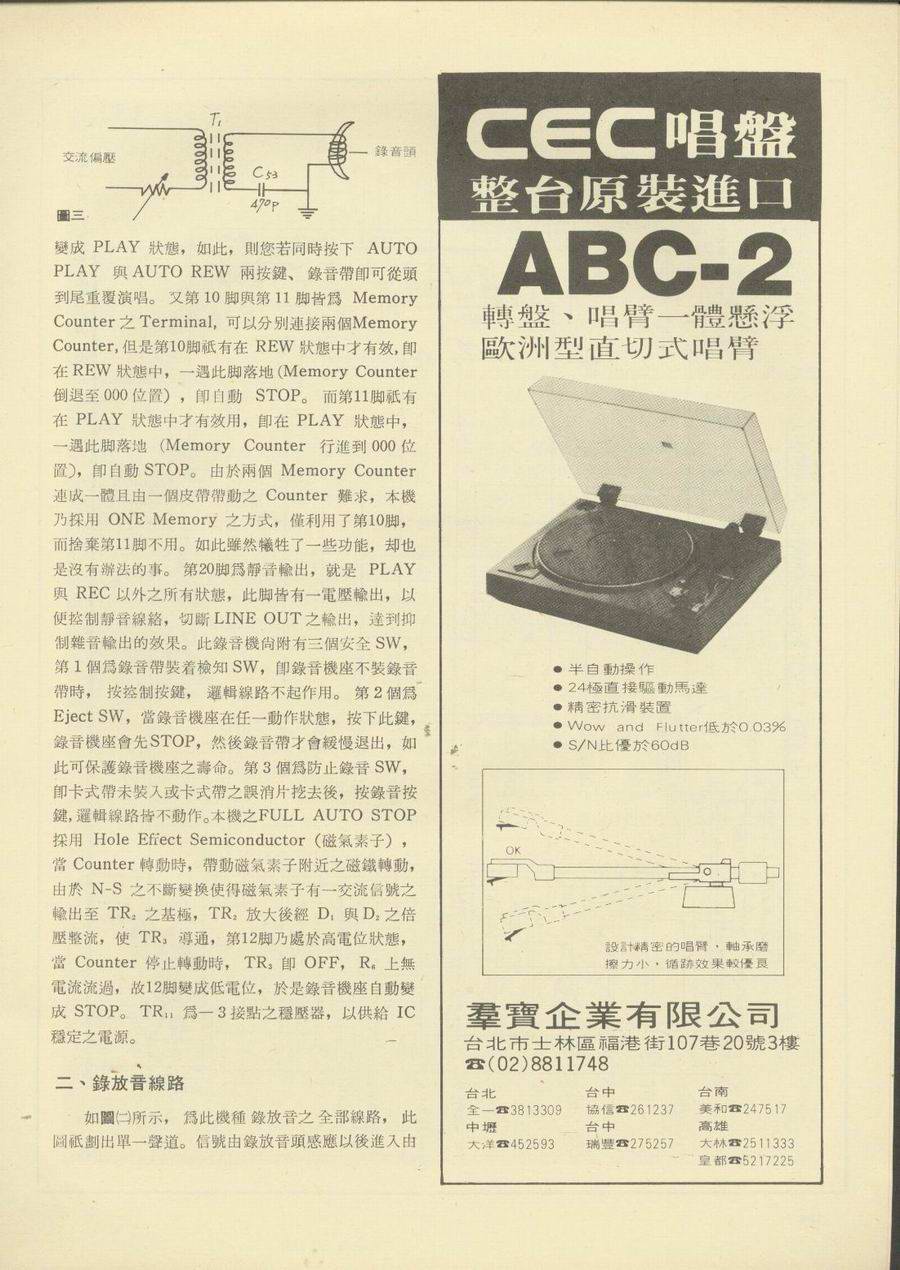 T₁
交流偏壓
錄音頭
C₅₃
470P
圖三
變成 PLAY 狀態，如此，則您若同時按下 AUTO
PLAY 與 AUTO REW 兩按鍵、錄音帶卽可從頭
到尾重覆演唱。又第 10 脚與第 11 脚皆爲 Memory
Counter 之 Terminal, 可以分別連接兩個Memory
Counter, 但是第10脚祇有在 REW 狀態中才有效, 卽
在 REW 狀態中，一遇此脚落地 (Memory Counter
倒退至 000 位置) ，卽自動 STOP。而第11脚祇有
在 PLAY 狀態中才有效用，卽在 PLAY 狀態中，
一遇此脚落地 (Memory Counter 行進到 000 位
置)，卽自動 STOP。由於兩個 Memory Counter
連成一體且由一個皮帶帶動之 Counter 難求，本機
乃採用 ONE Memory 之方式，僅利用了第10脚，
而捨棄第11脚不用。如此雖然犧牲了一些功能，却也
是沒有辦法的事。第20脚爲靜音輸出，就是 PLAY
與 REC 以外之所有狀態，此脚皆有一電壓輸出，以
便控制靜音線絡，切斷 LINE OUT 之輸出，達到抑
制雜音輸出的效果。此錄音機尙附有三個安全 SW，
第 1 個爲錄音帶裝着檢知 SW，卽錄音機座不裝錄音
帶時，按控制按鍵，邏輯線路不起作用。第 2 個爲
Eject SW，當錄音機座在任一動作狀態，按下此鍵，
錄音機座會先STOP，然後錄音帶才會緩慢退出，如
此可保護錄音機座之壽命。第 3 個爲防止錄音 SW，
卽卡式帶未裝入或卡式帶之誤消片挖去後，按錄音按
鍵, 邏輯線路皆不動作。本機之FULL AUTO STOP
採用 Hole Effect Semiconductor (磁氣素子) ，
當 Counter 轉動時，帶動磁氣素子附近之磁鐵轉動，
由於 N-S 之不斷變換使得磁氣素子有一交流信號之
輸出至 TR₂ 之基極，TR₂ 放大後經 D₁ 與 D₂ 之倍
壓整流，使 TR₃ 導通，第12脚乃處於高電位狀態，
當 Counter 停止轉動時，TR₃ 卽 OFF，R₆ 上無
電流流過，故12脚變成低電位，於是錄音機座自動變
成 STOP。TR₁₁ 爲一 3 接點之穩壓器，以供給 IC
穩定之電源。
二、錄放音線路
如圖㈡所示，爲此機種 錄放音之 全部線路，此
圖祇劃出單一聲道。信號由錄放音頭感應以後進入由
CEC唱盤
整台原裝進口
ABC-2
轉盤、唱臂一體懸浮
歐洲型直切式唱臂
●半自動操作
●24極直接驅動馬達
●精密抗滑裝置
●Wow and Flutter低於0.03%
●S/N比優於60dB
OK
設計精密的唱臂，軸承磨
擦力小，循跡效果較優良
羣寶企業有限公司
台北市士林區福港街107巷20號3樓
☎(02)8811748
台北 台中 台南
全一☎3813309 協信☎261237 美和☎247517
中壢 台中 高雄
大洋☎452593 瑞豐☎275257 大林☎2511333
皇都☎5217225